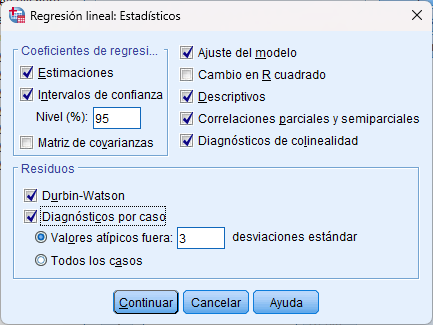 Regresión lineal: Estadísticos
Coeficientes de regresi...
Estimaciones
Intervalos de confianza
Nivel (%): 95
Matriz de covarianzas
Ajuste del modelo
Cambio en R cuadrado
Descriptivos
Correlaciones parciales y semiparciales
Diagnósticos de colinealidad
Residuos
Durbin-Watson
Diagnósticos por caso
Valores atípicos fuera: 3 desviaciones estándar
Todos los casos
Continuar Cancelar Ayuda